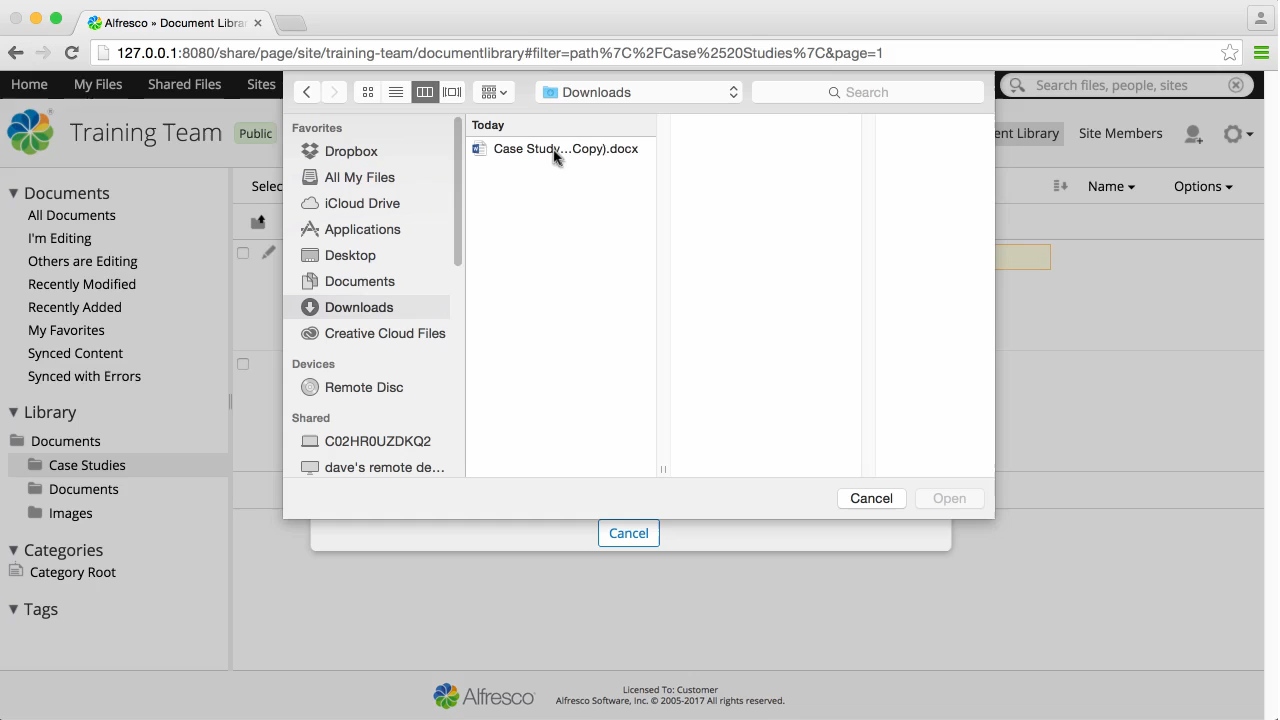 Alfresco » Document Libra
127.0.0.1:8080/share/page/site/training-team/documentlibrary#filter=path%7C%2FCase%2520Studies%7C&page=1
Home
My Files
Shared Files
Sites
Downloads
Search
Search files, people, sites
Training Team
Public
ent Library
Site Members
Favorites
Dropbox
All My Files
iCloud Drive
Applications
Desktop
Documents
Downloads
Creative Cloud Files
Devices
Remote Disc
Shared
C02HR0UZDKQ2
dave's remote de...
Today
Case Study...Copy).docx
Cancel
Open
Cancel
Selec
Name
Options
Documents
All Documents
I'm Editing
Others are Editing
Recently Modified
Recently Added
My Favorites
Synced Content
Synced with Errors
Library
Documents
Case Studies
Documents
Images
Categories
Category Root
Tags
Alfresco
Licensed To: Customer
Alfresco Software, Inc. © 2005-2017 All rights reserved.